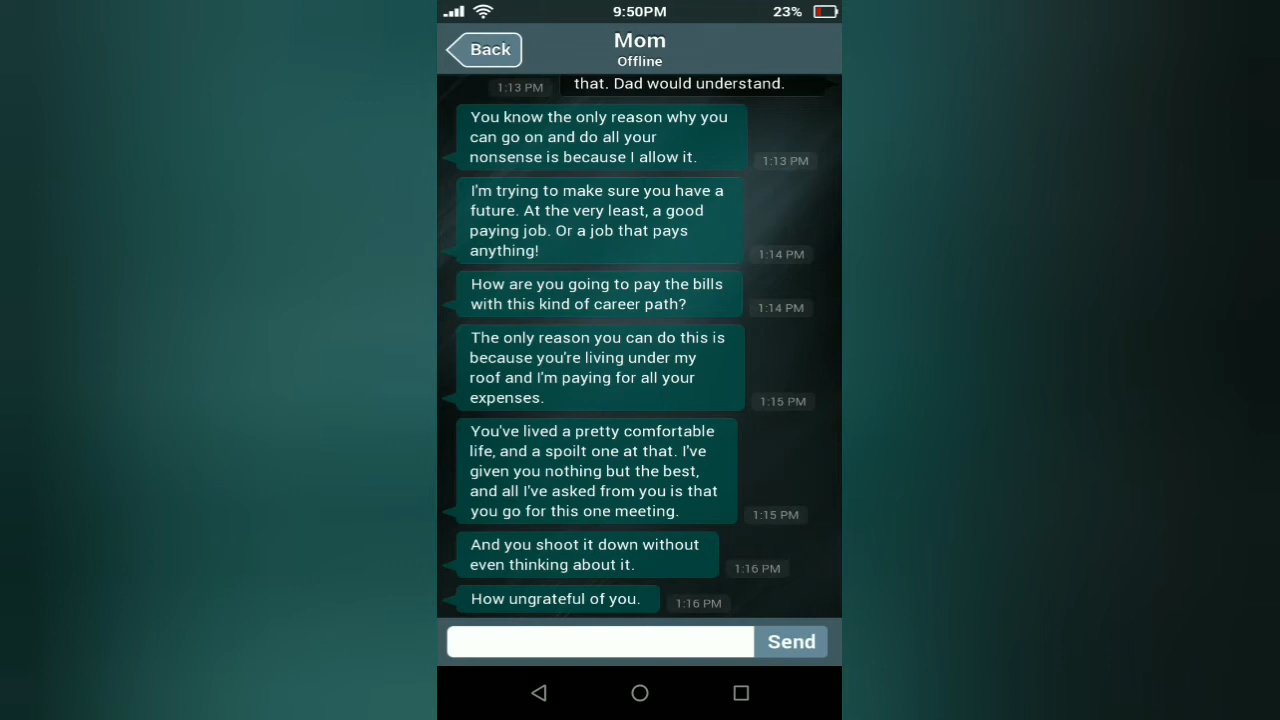 9:50PM
23%
Back
Mom
Offline
that. Dad would understand.
1:13 PM
You know the only reason why you
can go on and do all your
nonsense is because I allow it.
1:13 PM
I'm trying to make sure you have a
future. At the very least, a good
paying job. Or a job that pays
anything!
1:14 PM
How are you going to pay the bills
with this kind of career path?
1:14 PM
The only reason you can do this is
because you're living under my
roof and I'm paying for all your
expenses.
1:15 PM
You've lived a pretty comfortable
life, and a spoilt one at that. I've
given you nothing but the best,
and all I've asked from you is that
you go for this one meeting.
1:15 PM
And you shoot it down without
even thinking about it.
1:16 PM
How ungrateful of you.
1:16 PM
Send